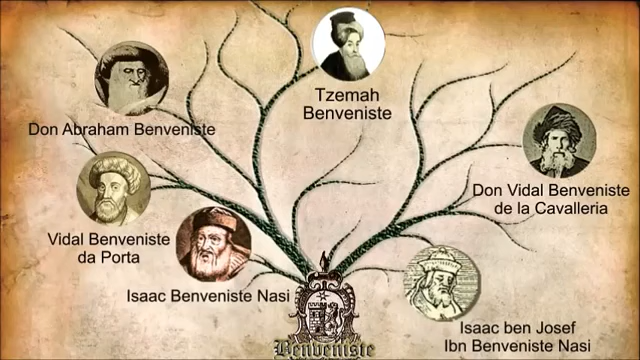 Tzemah
Benveniste
Don Abraham Benveniste
Don Vidal Benveniste
de la Cavalleria
Vidal Benveniste
da Porta
Isaac Benveniste Nasi
Isaac ben Josef
Ibn Benveniste Nasi
Benveniste